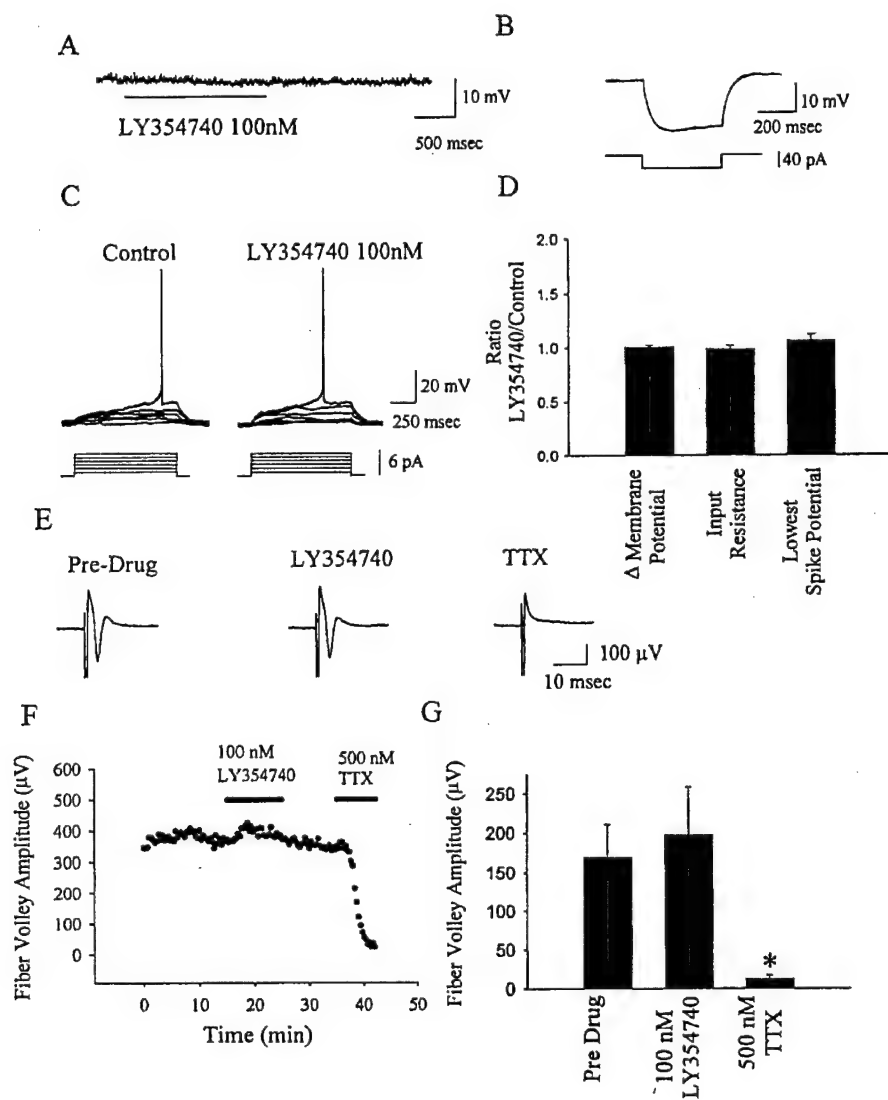 A
10 mV
LY354740 100nM
500 msec
B
10 mV
200 msec
40 pA
C
Control
LY354740 100nM
20 mV
250 msec
6 pA
D
Ratio
LY354740/Control
2.0
1.5
1.0
0.5
0.0
Δ Membrane
Potential
Input
Resistance
Lowest
Spike Potential
E
Pre-Drug
LY354740
TTX
100 µV
10 msec
F
Fiber Volley Amplitude (µV)
600
500
400
300
200
100
0
100 nM
LY354740
500 nM
TTX
0
10
20
30
40
50
Time (min)
G
Fiber Volley Amplitude (µV)
250
200
150
100
50
0
*
Pre Drug
100 nM
LY354740
500 nM
TTX